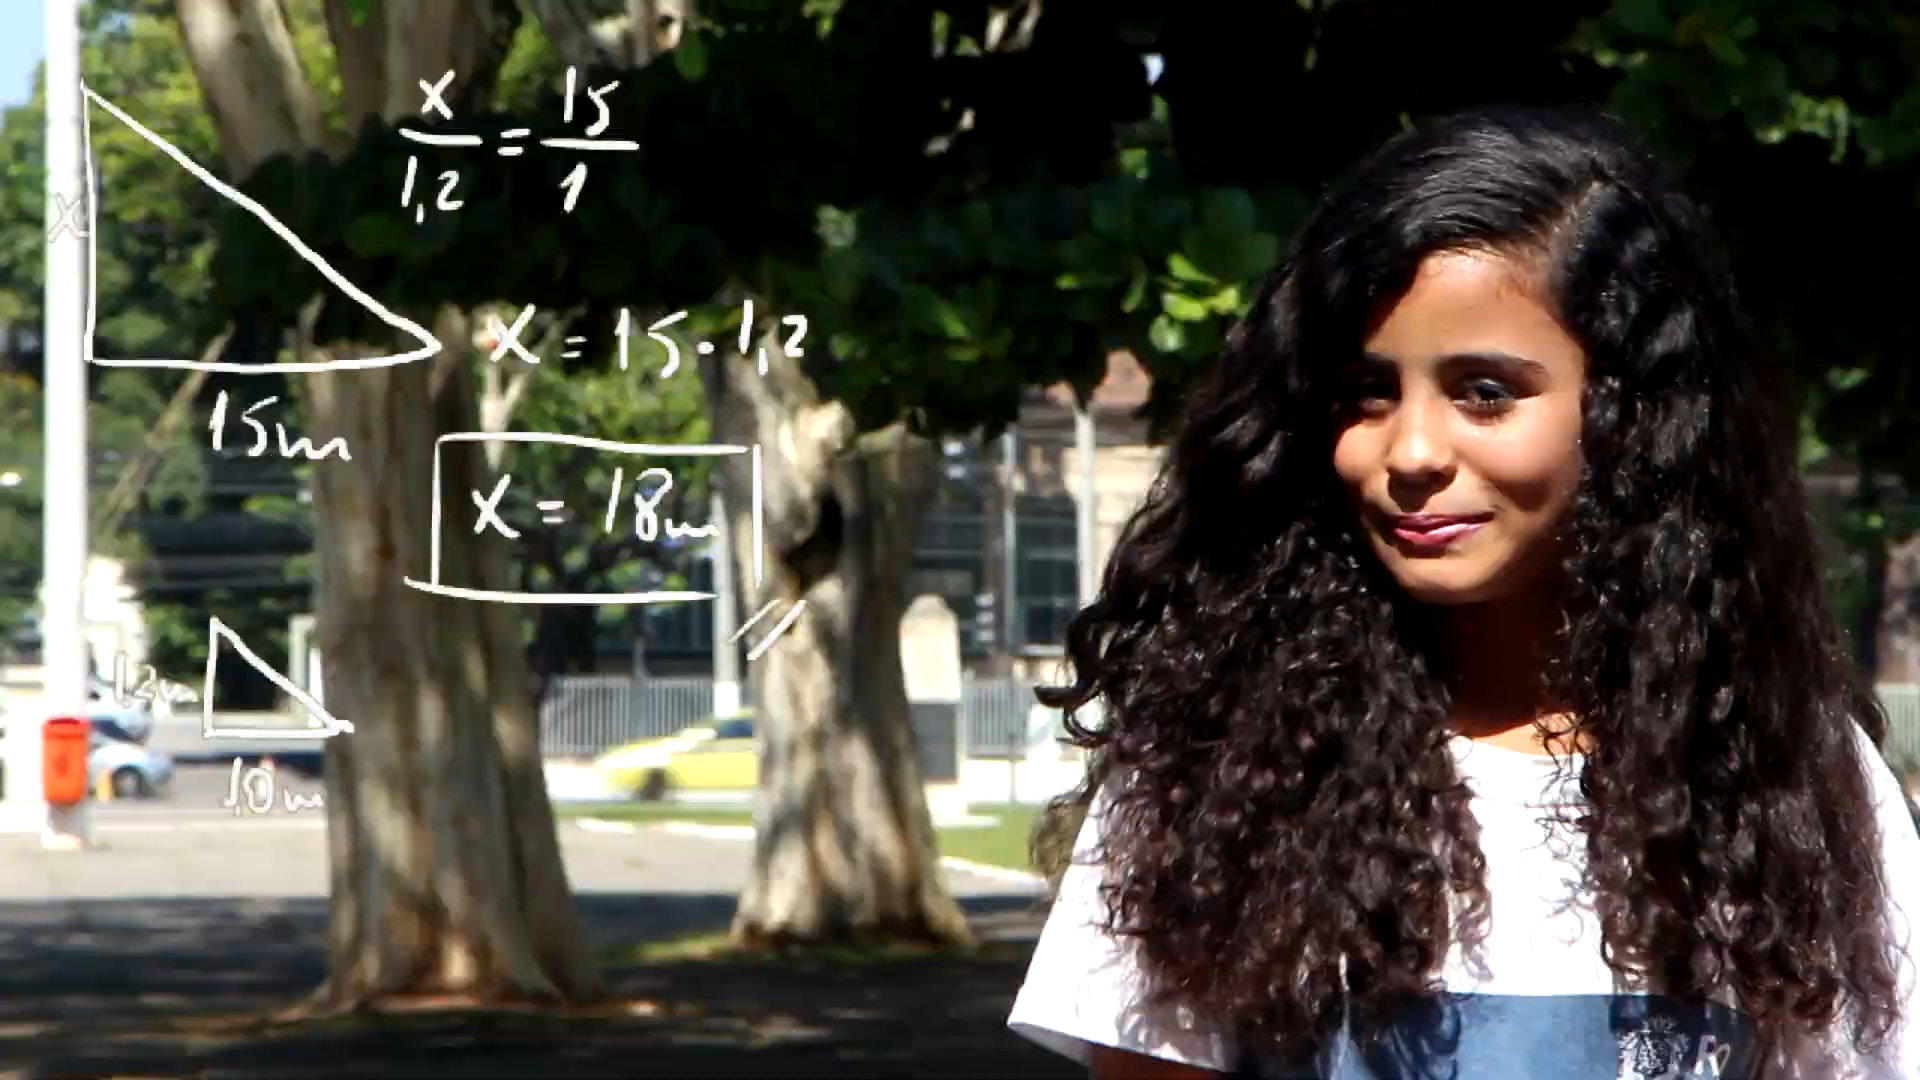 x/1,2 = 15/1
x
x = 15 · 1,2
15m
x = 18m
1,2m
1,0m